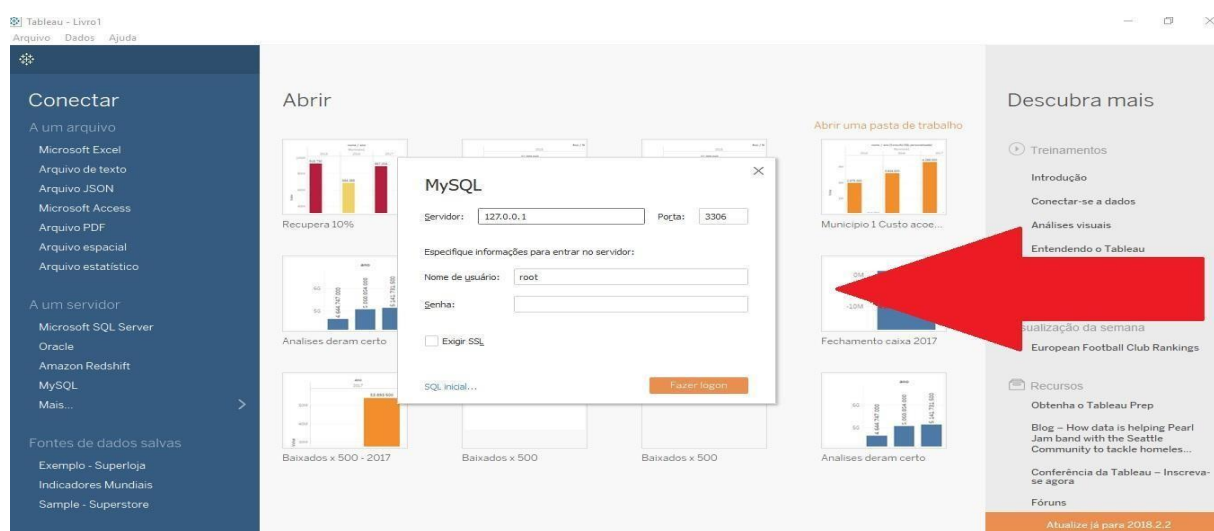 Tableau - Livro1
Arquivo Dados Ajuda
Conectar
A um arquivo
Microsoft Excel
Arquivo de texto
Arquivo JSON
Microsoft Access
Arquivo PDF
Arquivo espacial
Arquivo estatístico
A um servidor
Microsoft SQL Server
Oracle
Amazon Redshift
MySQL
Mais...
Fontes de dados salvas
Exemplo - Superloja
Indicadores Mundiais
Sample - Superstore
Abrir
Abrir uma pasta de trabalho
Recupera 10%
Municipio 1 Custo acoe...
Analises deram certo
Fechamento caixa 2017
Baixados x 500 - 2017
Baixados x 500
Baixados x 500
Analises deram certo
MySQL
Servidor: 127.0.0.1 Porta: 3306
Especifique informações para entrar no servidor:
Nome de usuário: root
Senha:
Exigir SSL
SQL inicial...
Fazer logon
Descubra mais
Treinamentos
Introdução
Conectar-se a dados
Análises visuais
Entendendo o Tableau
da semana
European Football Club Rankings
Recursos
Obtenha o Tableau Prep
Blog – How data is helping Pearl
Jam band with the Seattle
Community to tackle homeles...
Conferência da Tableau – Inscreva-
se agora
Fóruns
Atualize já para 2018.2.2